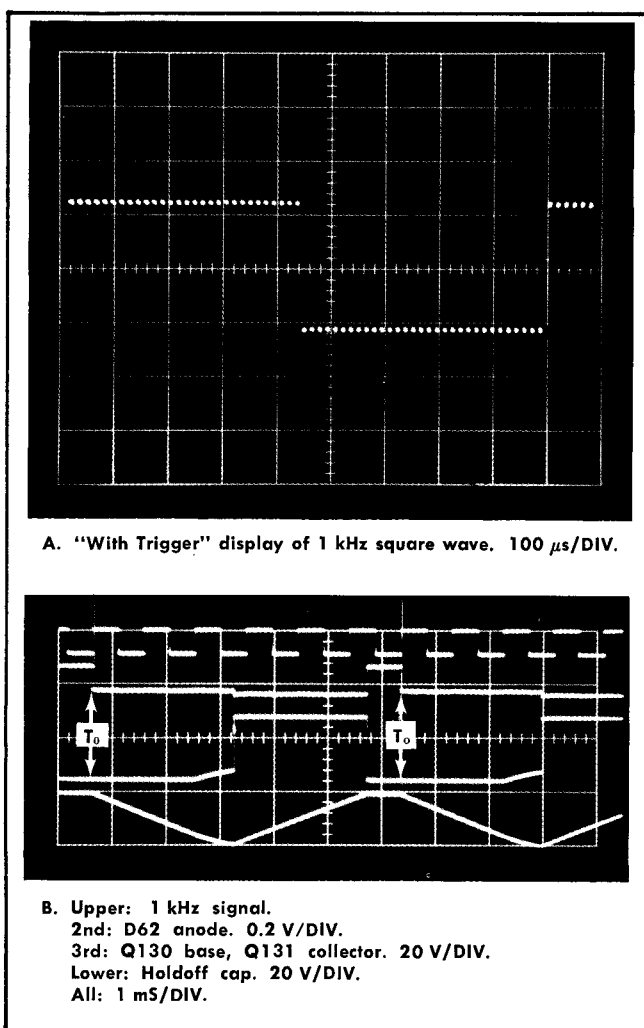 A. "With Trigger" display of 1 kHz square wave. 100 μs/DIV.
T₀
T₀
B. Upper: 1 kHz signal.
2nd: D62 anode. 0.2 V/DIV.
3rd: Q130 base, Q131 collector. 20 V/DIV.
Lower: Holdoff cap. 20 V/DIV.
All: 1 mS/DIV.